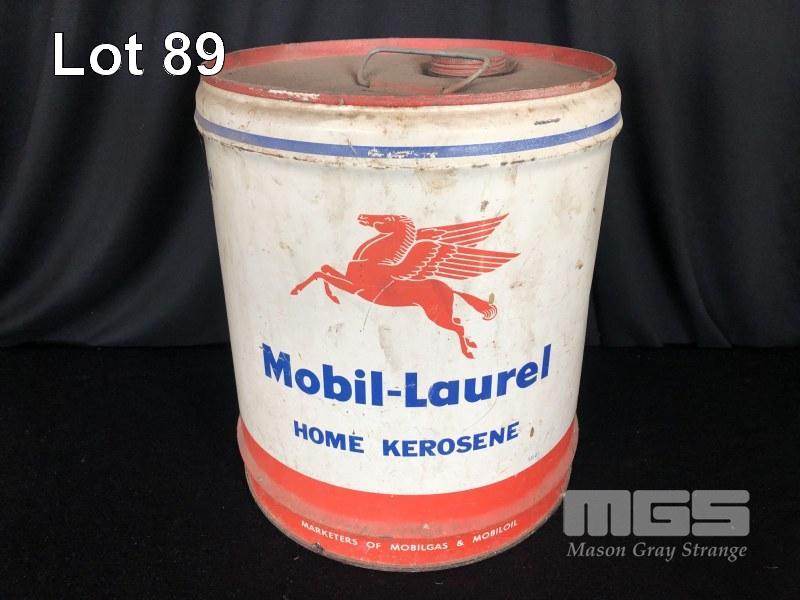 Lot 89
Mobil-Laurel
HOME KEROSENE
MARKETERS OF MOBILGAS & MOBILOIL
MGS
Mason Gray Strange